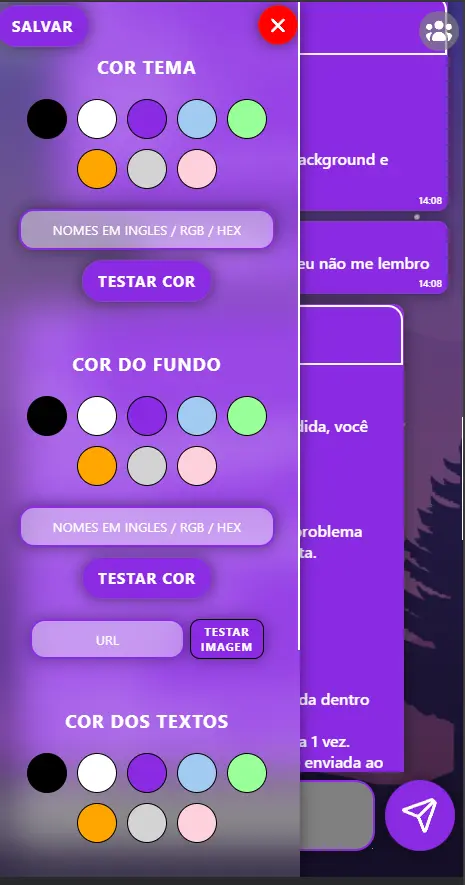 SALVAR
COR TEMA
NOMES EM INGLES / RGB / HEX
TESTAR COR
COR DO FUNDO
NOMES EM INGLES / RGB / HEX
TESTAR COR
URL
TESTAR
IMAGEM
COR DOS TEXTOS
ackground e
14:08
eu não me lembro
14:08
dida, você
problema
ta.
da dentro
a 1 vez.
enviada ao